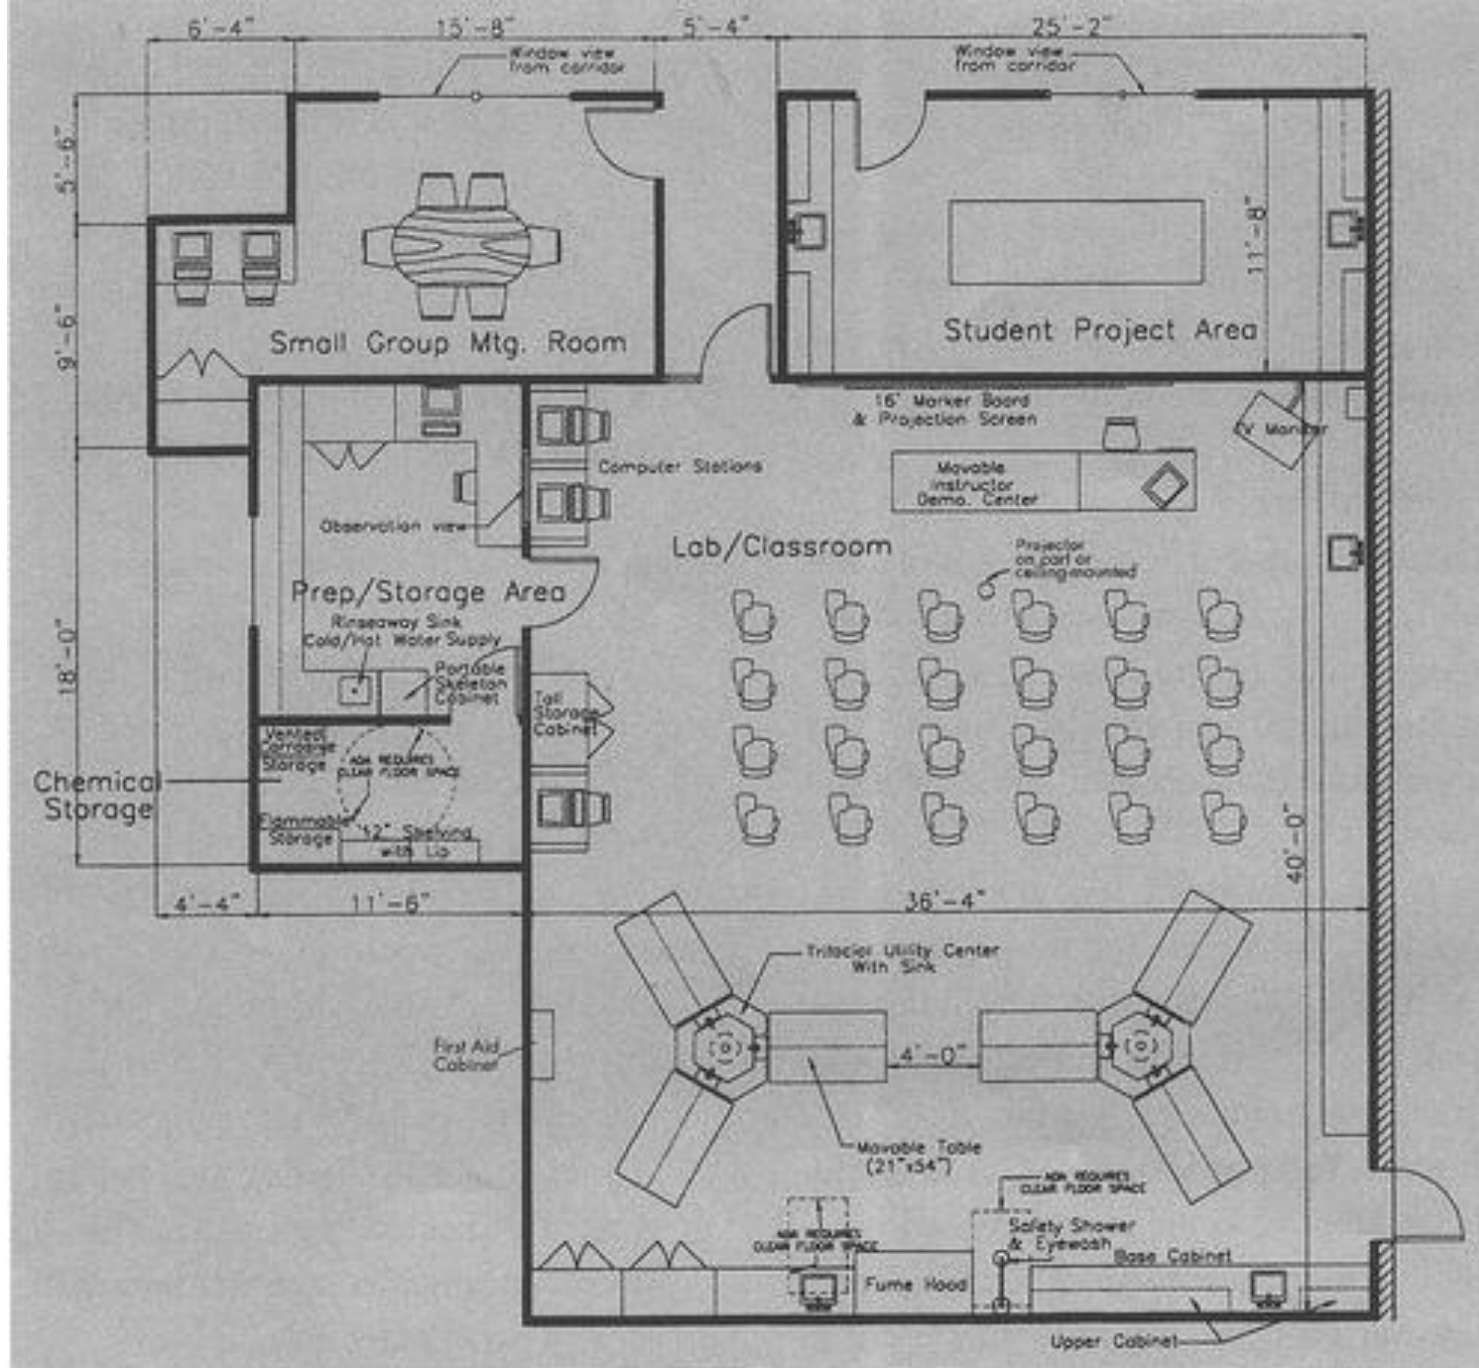 6'-4"
15'-8"
5'-4"
25'-2"
Window view
from corridor
Window view
from corridor
5'-6"
11'-8"
9'-6"
Small Group Mtg. Room
Student Project Area
16' Marker Board
& Projection Screen
TV Monitor
Computer Stations
Movable
Instructor
Demo. Center
Observation view
Lab/Classroom
Projector
on part or
ceiling-mounted
Prep/Storage Area
Rinseaway Sink
Cold/Hot Water Supply
18'-0"
Portable
Skeleton
Cabinet
Tall
Storage
Cabinet
Vented
Corrosive
Storage
ADA REQUIRES
CLEAR FLOOR SPACE
Chemical
Storage
Flammable
Storage
12" Shelving
with Lip
40'-0"
4'-4"
11'-6"
36'-4"
Trifacial Utility Center
With Sink
First Aid
Cabinet
4'-0"
Movable Table
(21"x54")
ADA REQUIRES
CLEAR FLOOR SPACE
ADA REQUIRES
CLEAR FLOOR SPACE
Safety Shower
& Eyewash
Base Cabinet
Fume Hood
Upper Cabinet